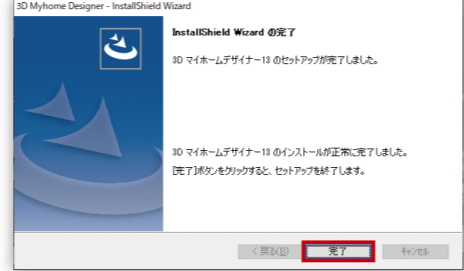 3D Myhome Designer - InstallShield Wizard
InstallShield Wizard の完了
3D マイホームデザイナー13 のセットアップが完了しました。
3D マイホームデザイナー13 のインストールが正常に完了しました。
[完了]ボタンをクリックすると、セットアップを終了します。
< 戻る(B) 完了 キャンセル